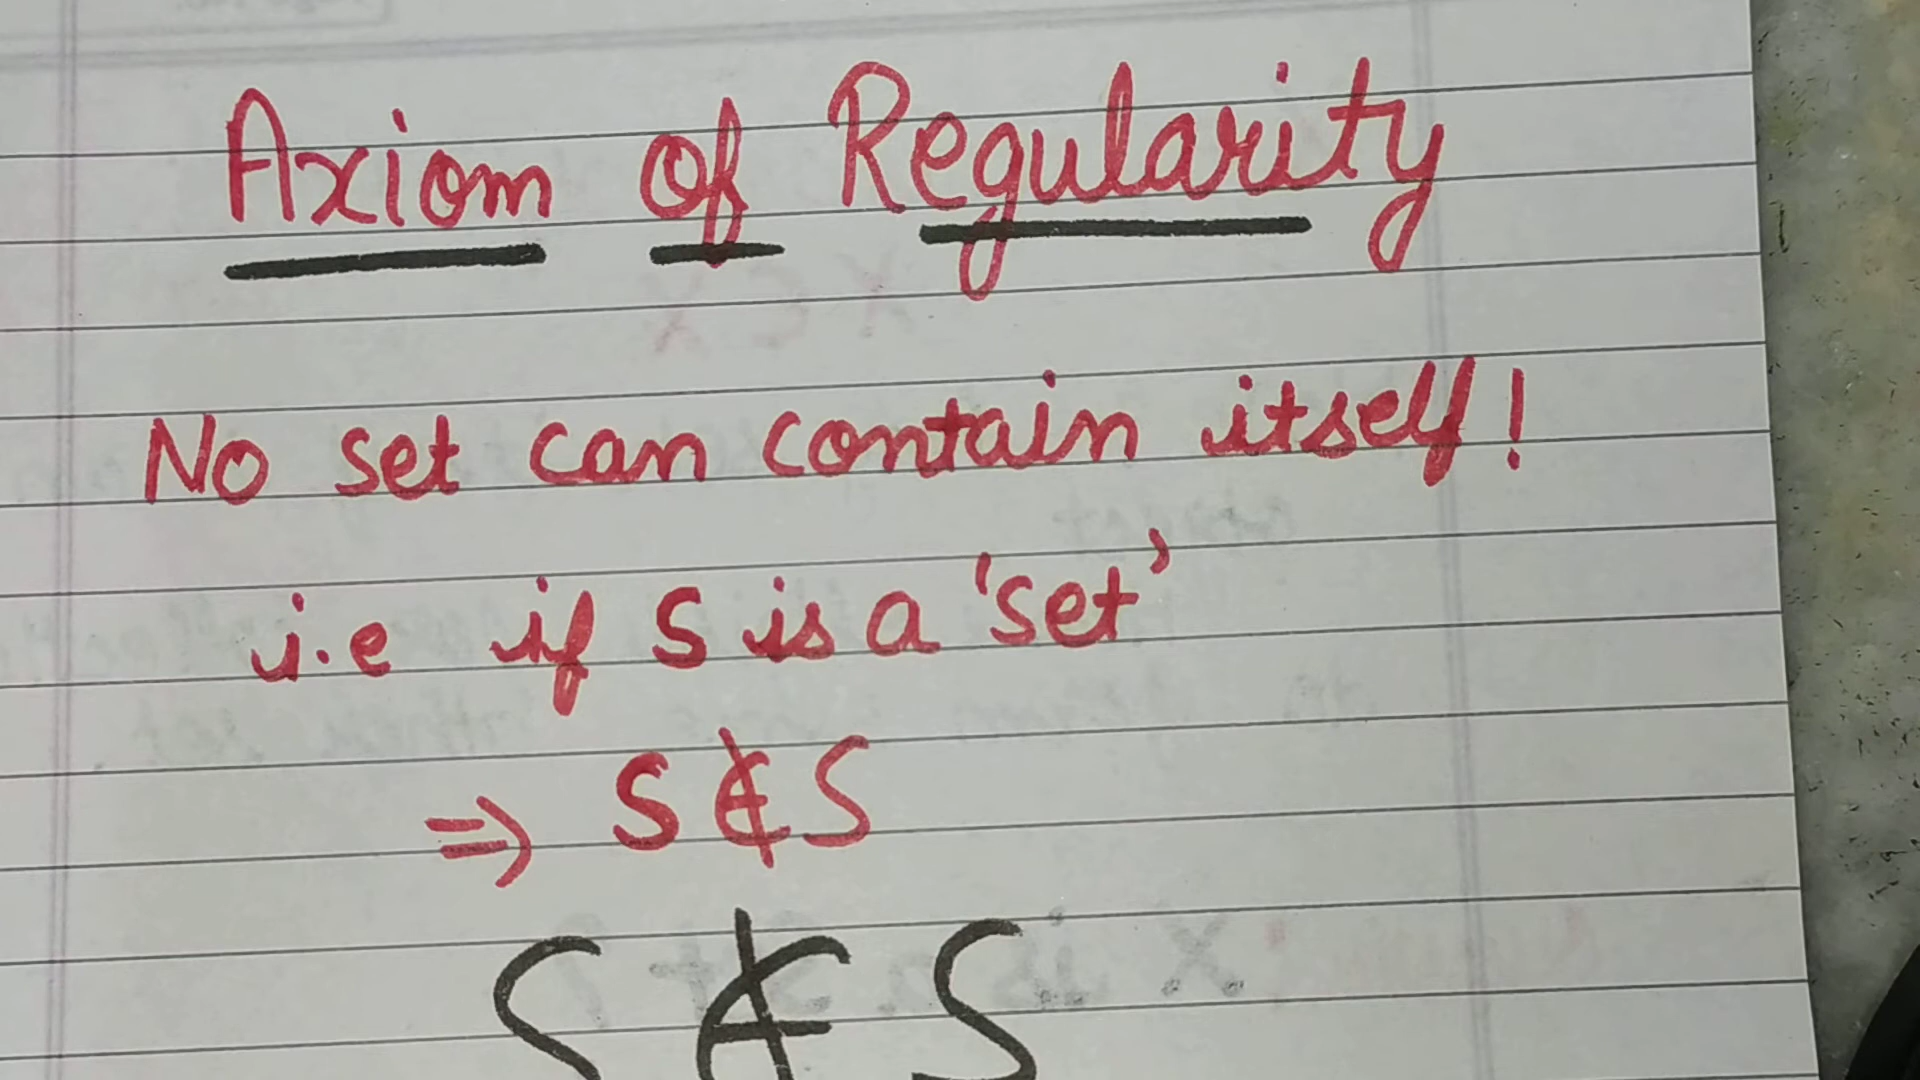 Axiom of Regularity
No set can contain itself!
i.e if S is a 'set'
⇒ S ∉ S
S ∉ S